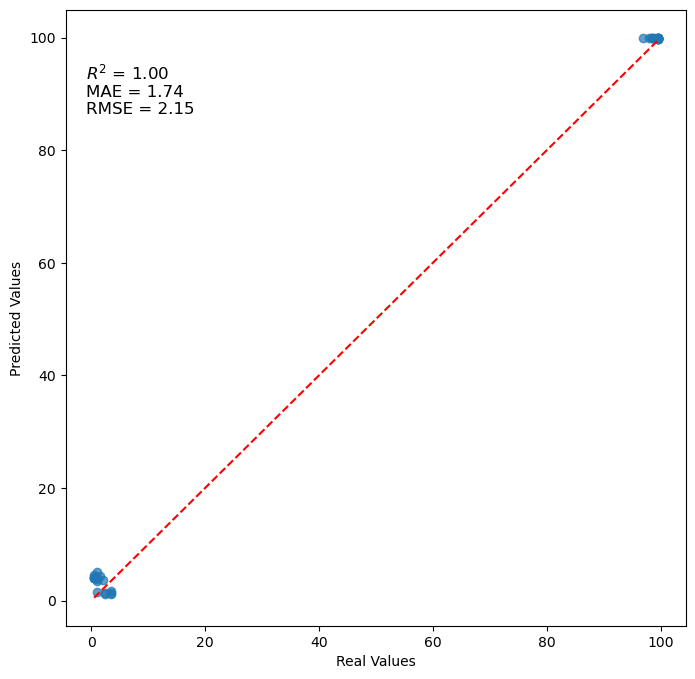 100
80
60
40
20
0
R² = 1.00
MAE = 1.74
RMSE = 2.15
Predicted Values
0 20 40 60 80 100
Real Values